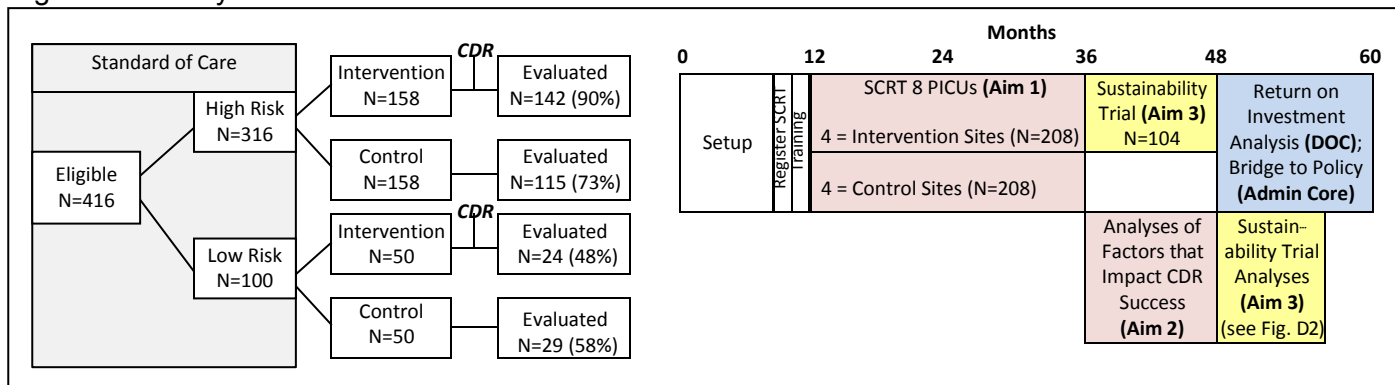 Standard of Care
Eligible
N=416
High Risk
N=316
Low Risk
N=100
Intervention
N=158
CDR
Evaluated
N=142 (90%)
Control
N=158
Evaluated
N=115 (73%)
Intervention
N=50
CDR
Evaluated
N=24 (48%)
Control
N=50
Evaluated
N=29 (58%)
Months
0 12 24 36 48 60
Setup
Register SCRT
Training
SCRT 8 PICUs (Aim 1)
4 = Intervention Sites (N=208)
4 = Control Sites (N=208)
Sustainability
Trial (Aim 3)
N=104
Return on
Investment
Analysis (DOC);
Bridge to Policy
(Admin Core)
Analyses of
Factors that
Impact CDR
Success
(Aim 2)
Sustain-
ability Trial
Analyses
(Aim 3)
(see Fig. D2)